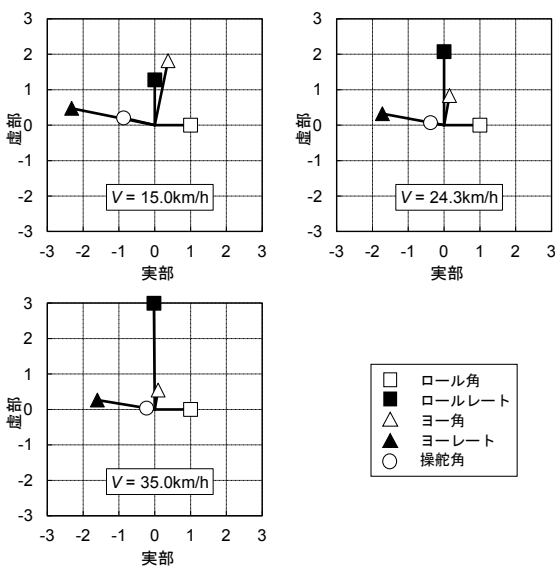 3
2
1
0
-1
-2
-3
-3 -2 -1 0 1 2 3
虚部
実部
V = 15.0km/h
3
2
1
0
-1
-2
-3
-3 -2 -1 0 1 2 3
虚部
実部
V = 24.3km/h
3
2
1
0
-1
-2
-3
-3 -2 -1 0 1 2 3
虚部
実部
V = 35.0km/h
ロール角
ロールレート
ヨー角
ヨーレート
操舵角